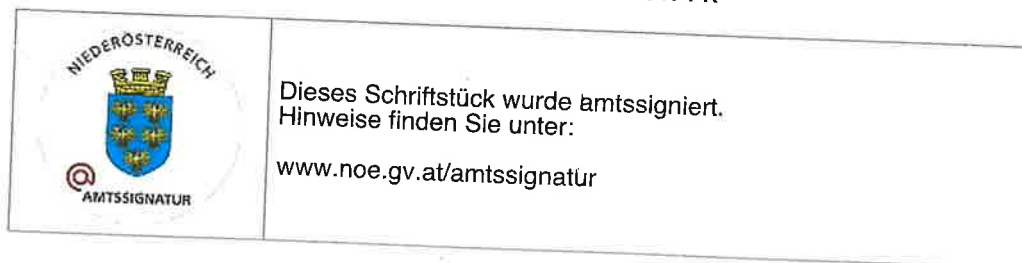 NIEDERÖSTERREICH
@
AMTSSIGNATUR
Dieses Schriftstück wurde amtssigniert.
Hinweise finden Sie unter:
www.noe.gv.at/amtssignatur